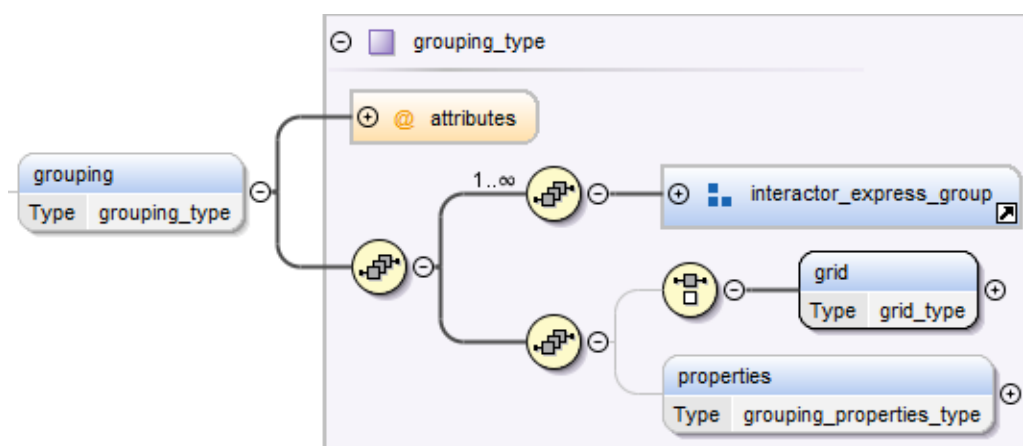 grouping_type
@ attributes
grouping
Type grouping_type
1..∞
interactor_express_group
grid
Type grid_type
properties
Type grouping_properties_type